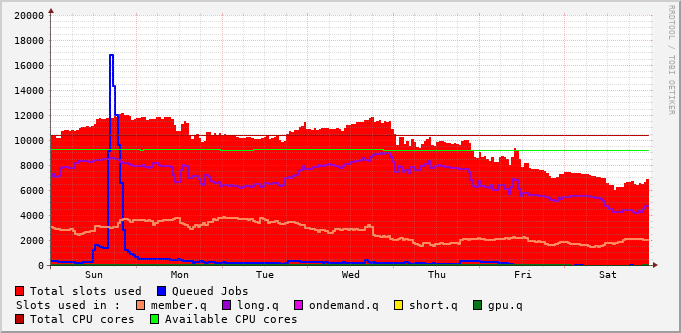 RRDTOOL / TOBI OETIKER
20000
18000
16000
14000
12000
10000
8000
6000
4000
2000
0
Sun Mon Tue Wed Thu Fri Sat
Total slots used Queued Jobs
Slots used in : member.q long.q ondemand.q short.q gpu.q
Total CPU cores Available CPU cores